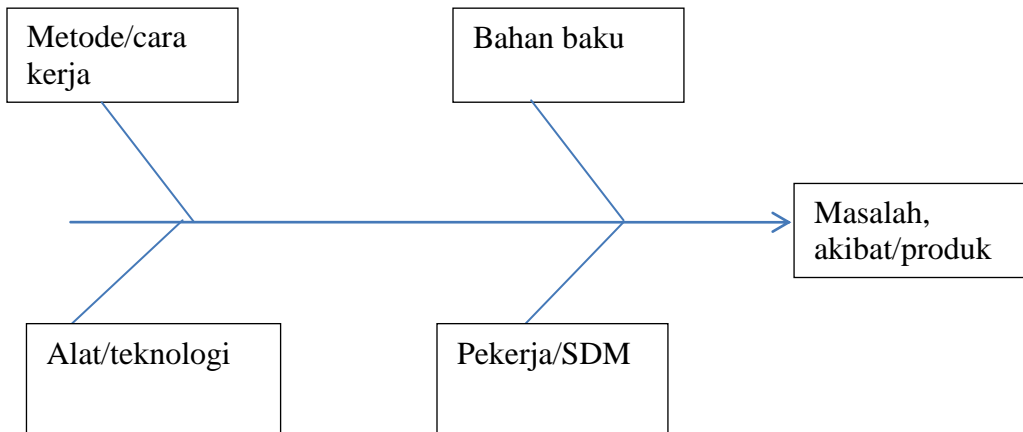 Metode/cara
kerja
Bahan baku
Masalah,
akibat/produk
Alat/teknologi
Pekerja/SDM